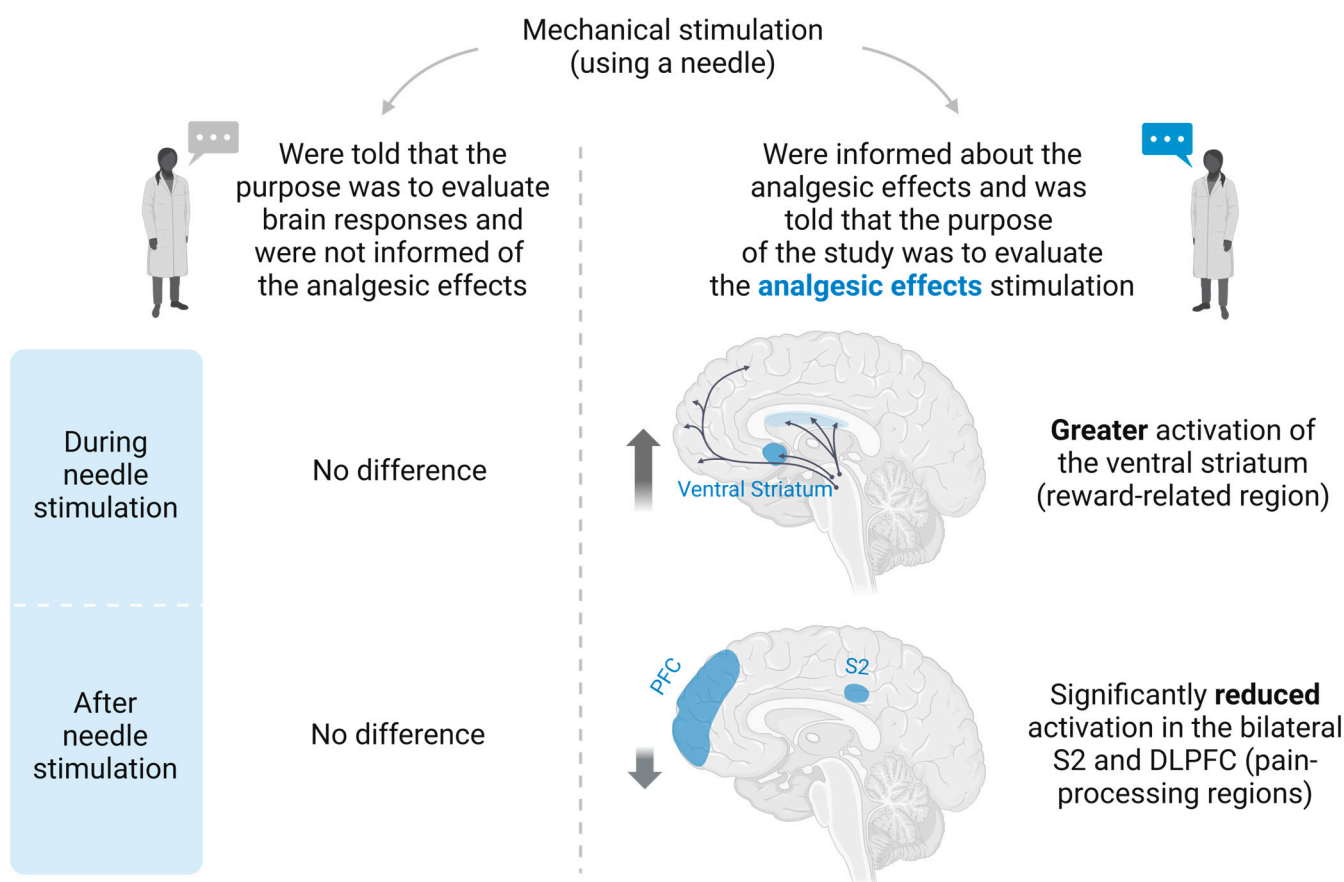 Mechanical stimulation
(using a needle)
Were told that the
purpose was to evaluate
brain responses and
were not informed of
the analgesic effects
Were informed about the
analgesic effects and was
told that the purpose
of the study was to evaluate
the analgesic effects stimulation
During
needle
stimulation
No difference
Ventral Striatum
Greater activation of
the ventral striatum
(reward-related region)
After
needle
stimulation
No difference
PFC
S2
Significantly reduced
activation in the bilateral
S2 and DLPFC (pain-
processing regions)